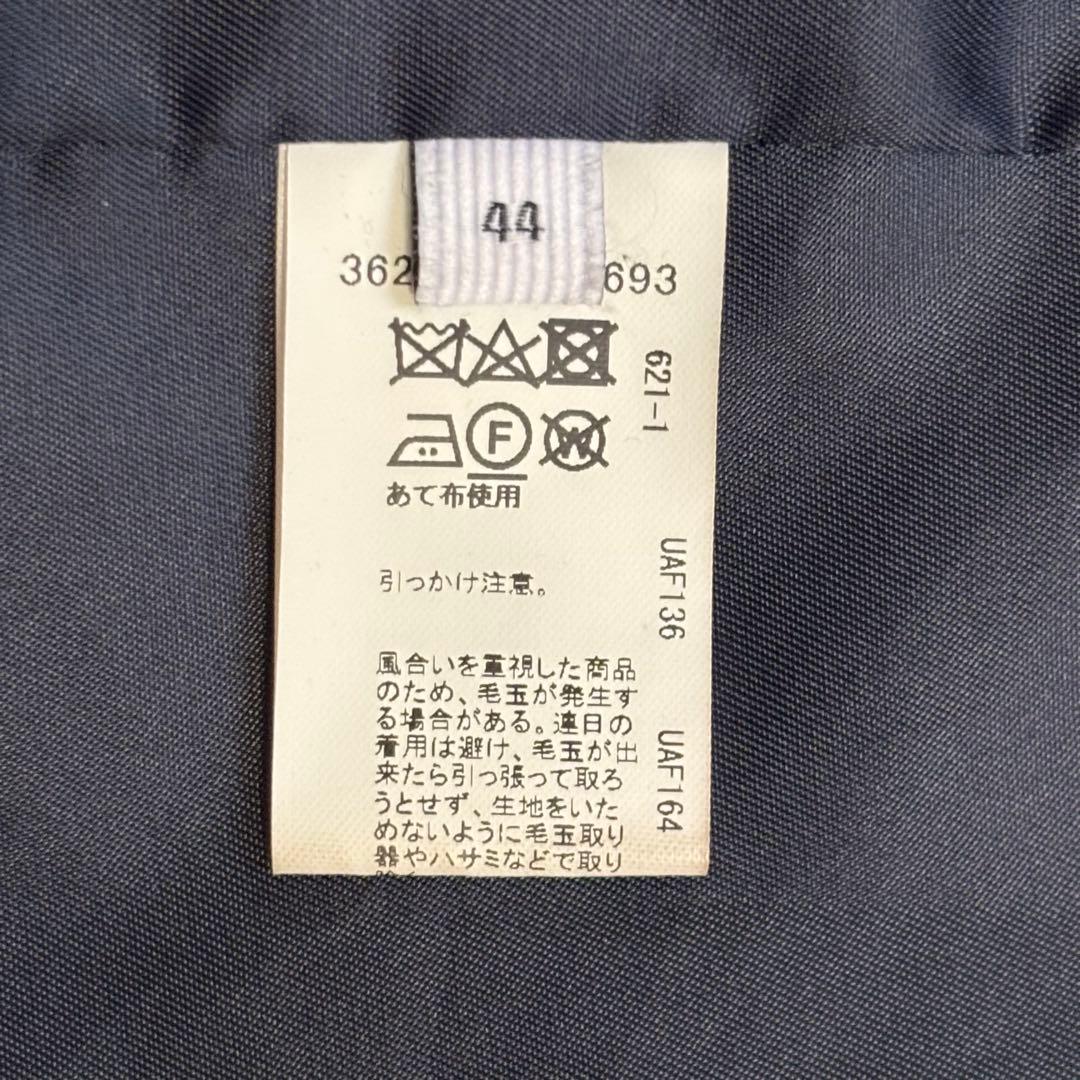 44
362 693
F W
あて布使用
引っかけ注意。
風合いを重視した商品
のため、毛玉が発生す
る場合がある。連日の
着用は避け、毛玉が出
来たら引っ張って取ろ
うとせず、生地をいた
めないように毛玉取り
器やハサミなどで取り
621-1
UAF136
UAF164